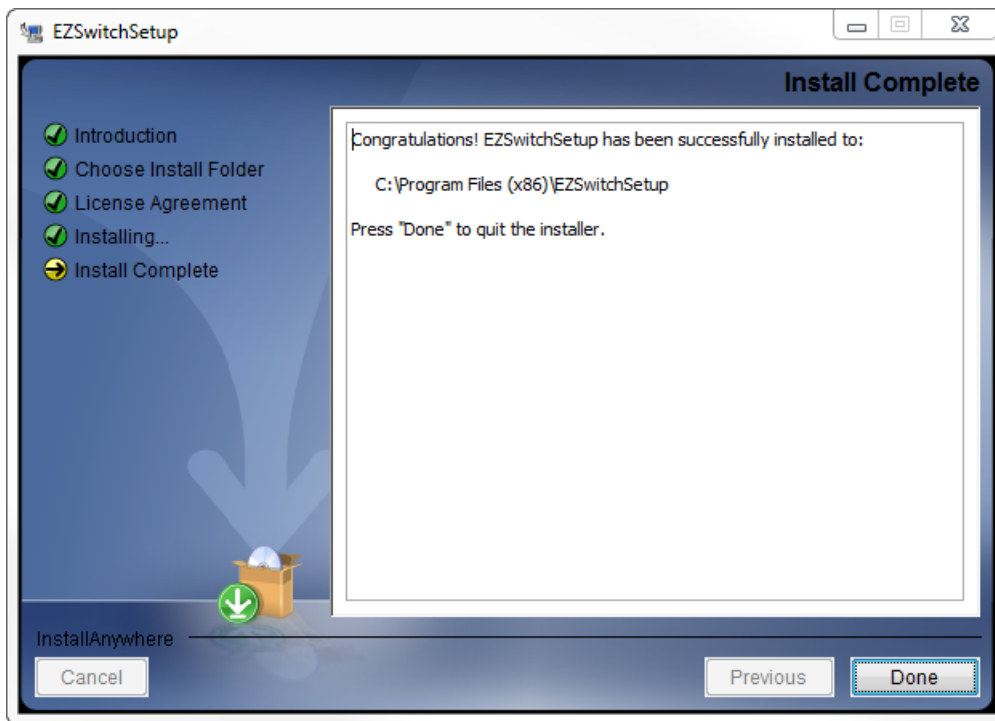 EZSwitchSetup
Install Complete
Introduction
Choose Install Folder
License Agreement
Installing...
Install Complete
Congratulations! EZSwitchSetup has been successfully installed to:
C:\Program Files (x86)\EZSwitchSetup
Press "Done" to quit the installer.
InstallAnywhere
Cancel
Previous
Done